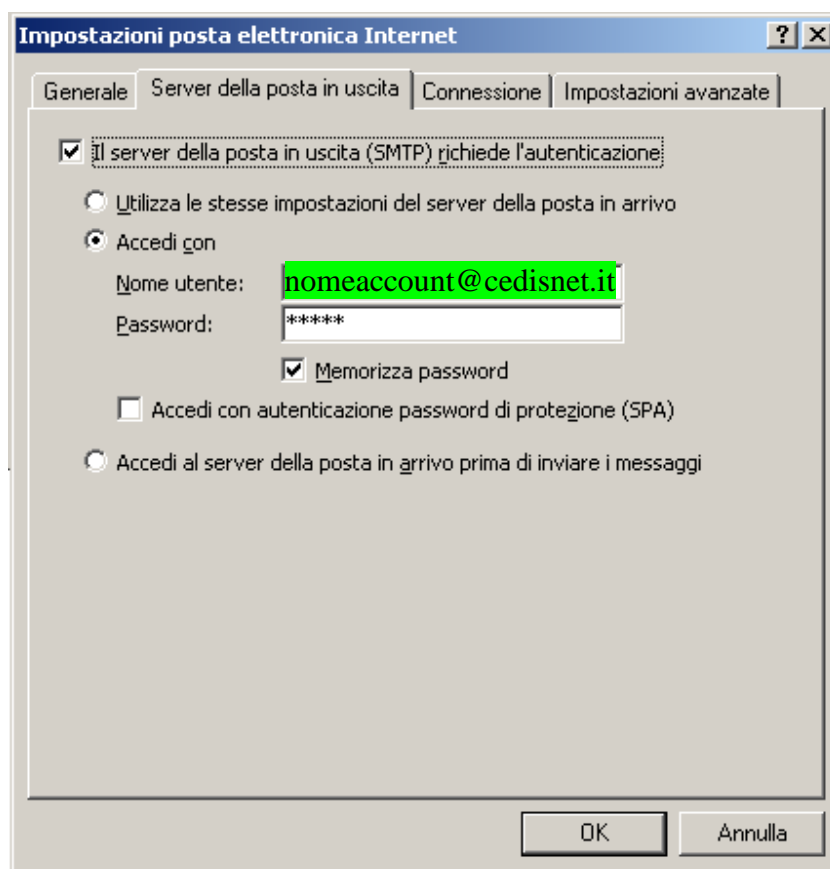 Impostazioni posta elettronica Internet
Generale Server della posta in uscita Connessione Impostazioni avanzate
Il server della posta in uscita (SMTP) richiede l'autenticazione
Utilizza le stesse impostazioni del server della posta in arrivo
Accedi con
Nome utente: nomeaccount@cedisnet.it
Password: *****
Memorizza password
Accedi con autenticazione password di protezione (SPA)
Accedi al server della posta in arrivo prima di inviare i messaggi
OK Annulla